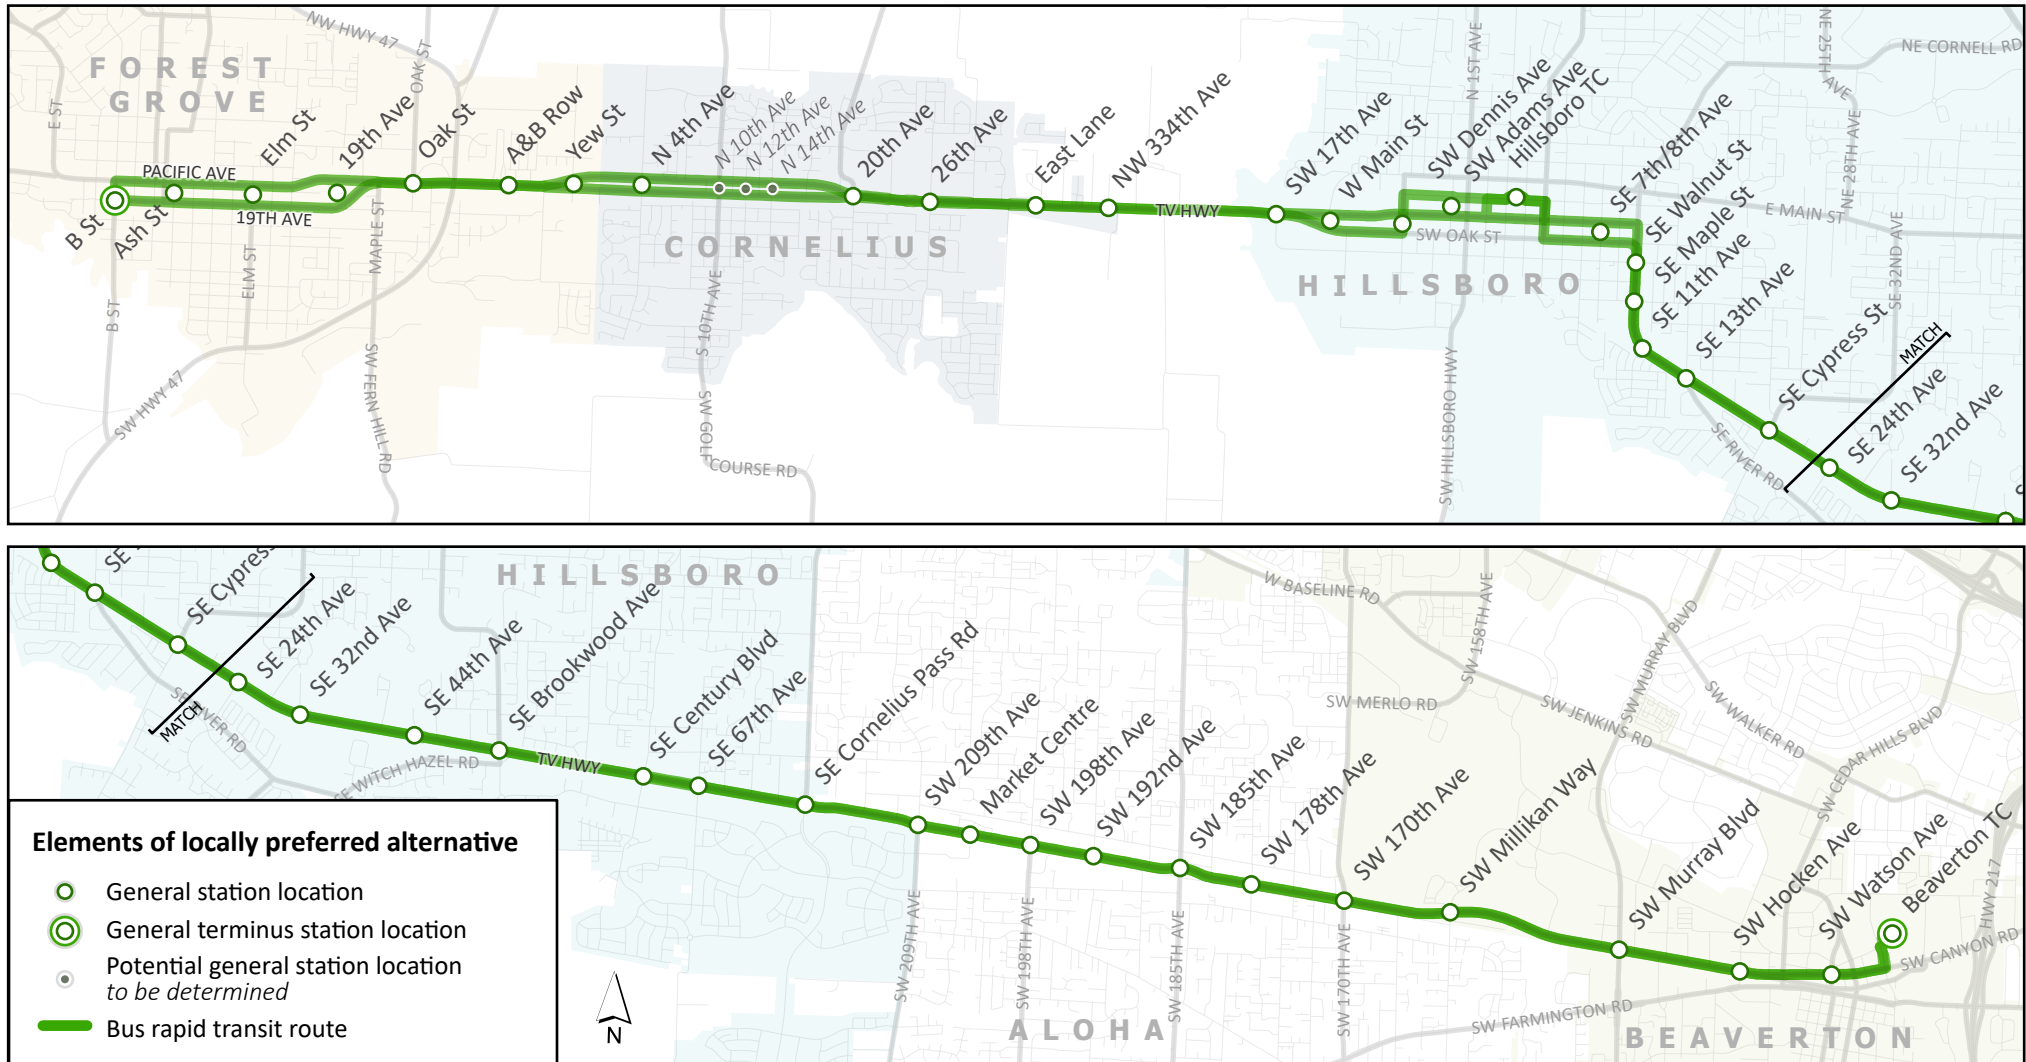 NW HWY 47
OAK ST
FOREST
GROVE
E ST
PACIFIC AVE
19TH AVE
B St
Ash St
Elm St
19th Ave
Oak St
A&B Row
Yew St
N 4th Ave
N 10th Ave
N 12th Ave
N 14th Ave
20th Ave
26th Ave
East Lane
NW 334th Ave
TV HWY
SW 17th Ave
W Main St
SW Dennis Ave
SW Adams Ave
Hillsboro TC
SE 7th/8th Ave
SE Walnut St
SE Maple St
SE 11th Ave
SE 13th Ave
SE Cypress St
SE 24th Ave
SE 32nd Ave
MATCH
N 1ST AVE
NE 25TH AVE
NE CORNELL RD
NE 28TH AVE
E MAIN ST
SE 32ND AVE
SW OAK ST
CORNELIUS
HILLSBORO
B ST
ELM ST
MAPLE ST
SW FERN HILL RD
SW HWY 47
S 10TH AVE
SW GOLF
COURSE RD
SW HILLSBORO HWY
SE RIVER RD
SE
SE Cypress
SE 24th Ave
SE 32nd Ave
MATCH
SE RIVER RD
HILLSBORO
SE 44th Ave
SE Brookwood Ave
SE Century Blvd
SE 67th Ave
SE Cornelius Pass Rd
SW 209th Ave
Market Centre
SW 198th Ave
SW 192nd Ave
SW 185th Ave
SW 178th Ave
SW 170th Ave
SW Millikan Way
SW Murray Blvd
SW Hocken Ave
SW Watson Ave
Beaverton TC
TV HWY
SE WITCH HAZEL RD
W BASELINE RD
SW 158TH AVE
SW MERLO RD
SW JENKINS RD
SW MURRAY BLVD
SW WALKER RD
SW CEDAR HILLS BLVD
HWY 217
SW CANYON RD
SW FARMINGTON RD
SW 209TH AVE
SW 198TH AVE
SW 185TH AVE
SW 170TH AVE
ALOHA
BEAVERTON
Elements of locally preferred alternative
General station location
General terminus station location
Potential general station location
to be determined
Bus rapid transit route
N